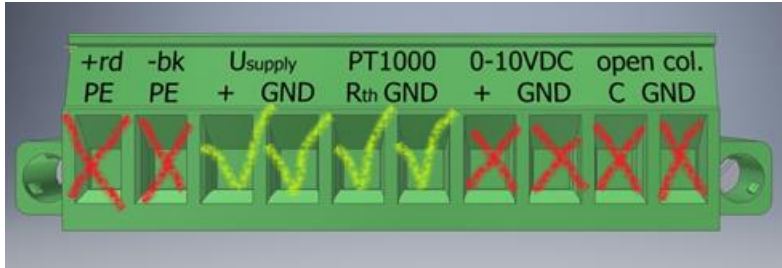 +rd -bk Usupply PT1000 0-10VDC open col.
PE PE + GND Rth GND + GND C GND